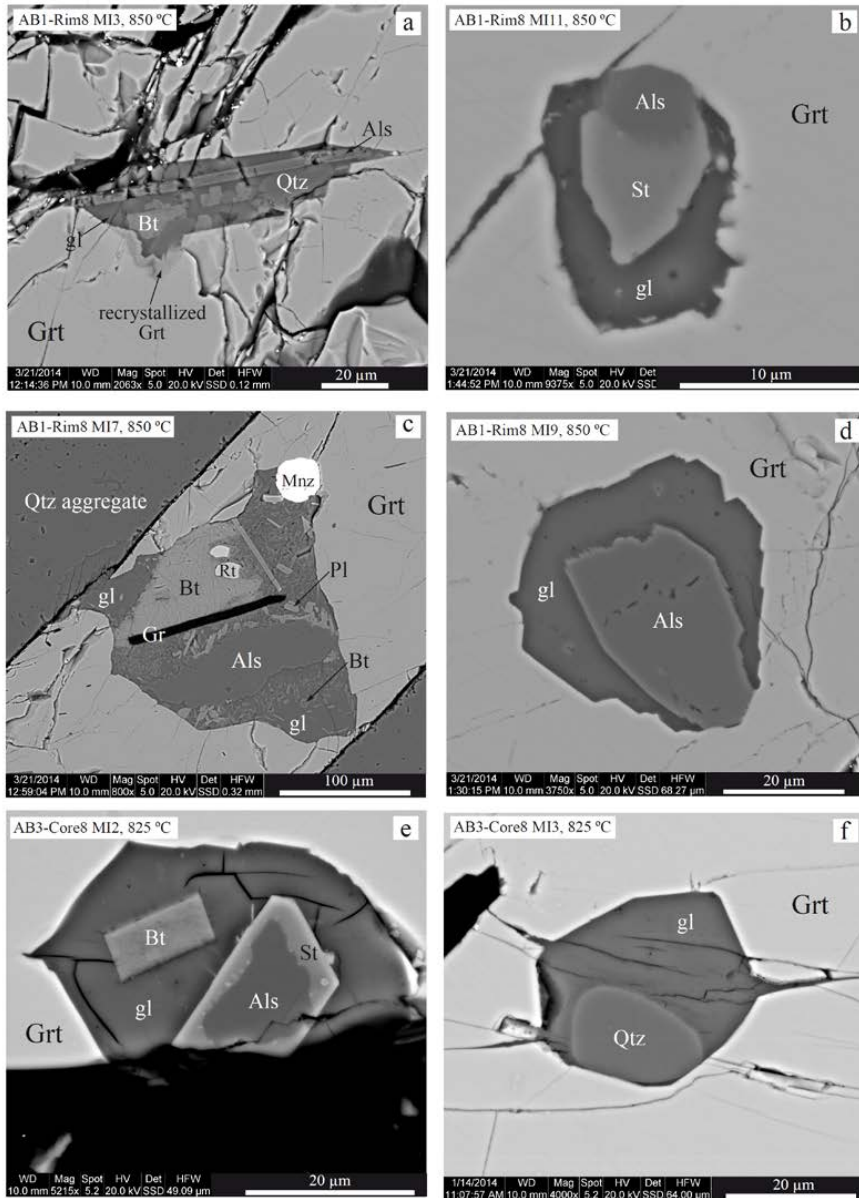 AB1-Rim8 MI3, 850 ºC
a
Als
Qtz
Bt
gl
Grt
recrystallized
Grt
3/21/2014 WD Mag Spot HV Det HFW
12:14:36 PM 10.0 mm 2063x 5.0 20.0 kV SSD 0.12 mm
20 µm
AB1-Rim8 MI11, 850 ºC
b
Als
Grt
St
gl
3/21/2014 WD Mag Spot HV Det
1:44:52 PM 10.0 mm 9375x 5.0 20.0 kV SSD
10 µm
AB1-Rim8 MI7, 850 ºC
c
Mnz
Qtz aggregate
Grt
Rt
Pl
Bt
gl
Gr
Als
Bt
gl
3/21/2014 WD Mag Spot HV Det HFW
12:59:04 PM 10.0 mm 800x 5.0 20.0 kV SSD 0.32 mm
100 µm
AB1-Rim8 MI9, 850 ºC
d
Grt
gl
Als
3/21/2014 WD Mag Spot HV Det HFW
1:30:15 PM 10.0 mm 3750x 5.0 20.0 kV SSD 68.27 µm
20 µm
AB3-Core8 MI2, 825 ºC
e
Bt
St
Als
gl
Grt
WD Mag Spot HV Det HFW
10.0 mm 5215x 5.2 20.0 kV SSD 49.09 µm
20 µm
AB3-Core8 MI3, 825 ºC
f
gl
Grt
Qtz
1/14/2014 WD Mag Spot HV Det HFW
11:07:57 AM 10.0 mm 4000x 5.2 20.0 kV SSD 64.00 µm
20 µm